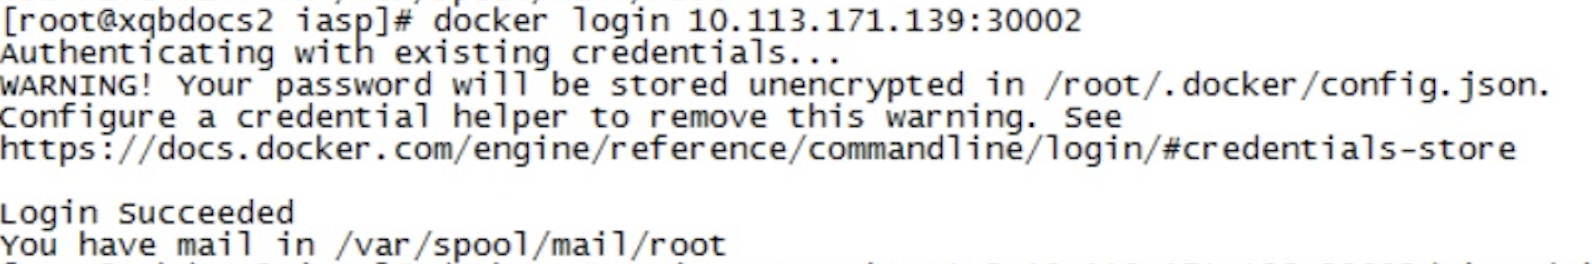 [root@xqbdocs2 iasp]# docker login 10.113.171.139:30002
Authenticating with existing credentials...
WARNING! Your password will be stored unencrypted in /root/.docker/config.json.
Configure a credential helper to remove this warning. See
https://docs.docker.com/engine/reference/commandline/login/#credentials-store
Login Succeeded
You have mail in /var/spool/mail/root